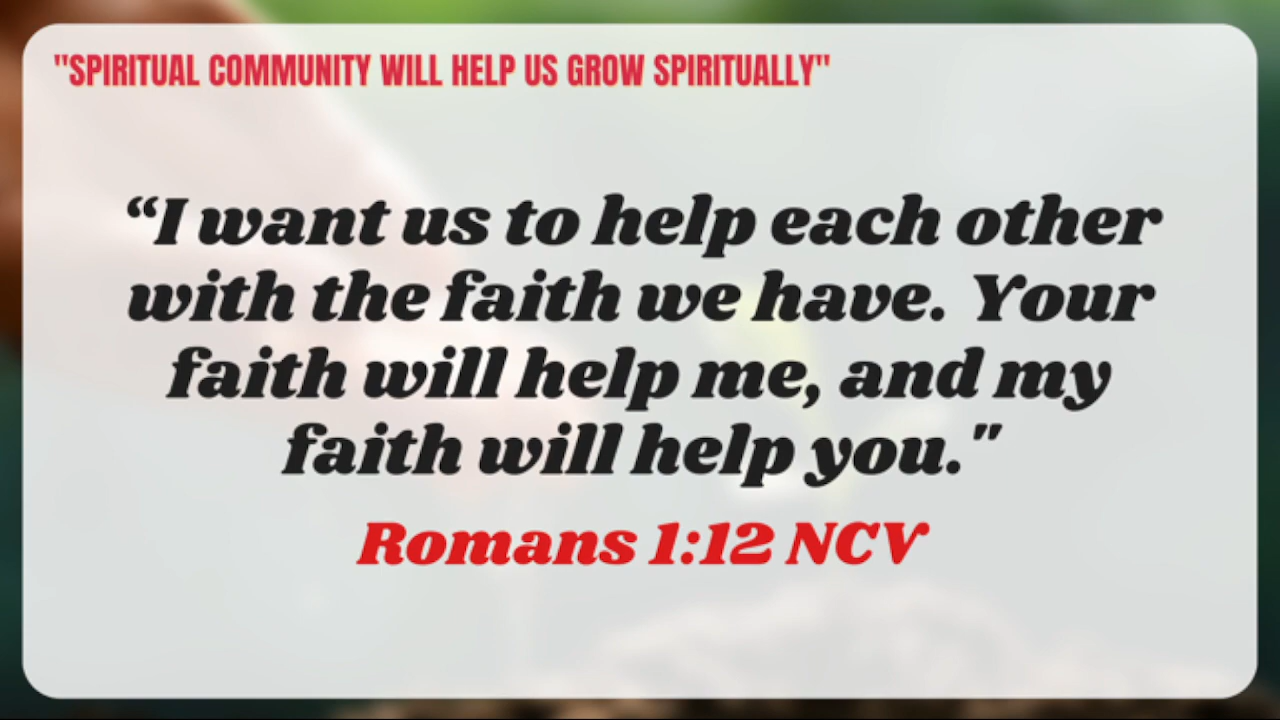 "SPIRITUAL COMMUNITY WILL HELP US GROW SPIRITUALLY"
“I want us to help each other
with the faith we have. Your
faith will help me, and my
faith will help you."
Romans 1:12 NCV